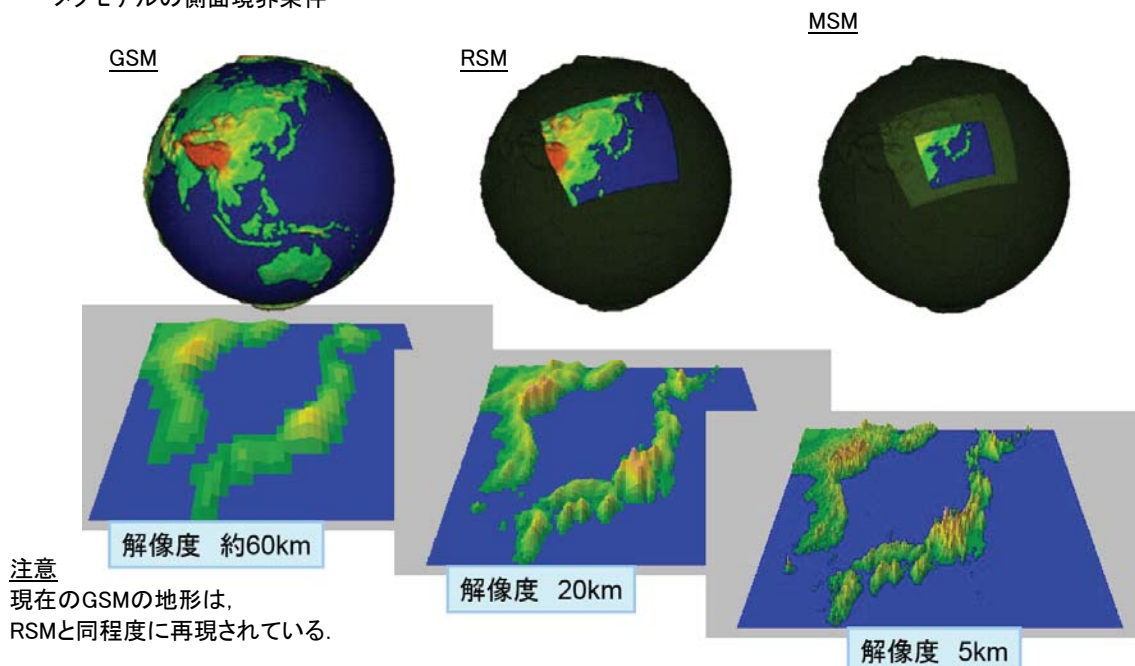 メソモデルの側面境界条件
GSM
RSM
MSM
解像度 約60km
解像度 20km
解像度 5km
注意
現在のGSMの地形は,
RSMと同程度に再現されている.